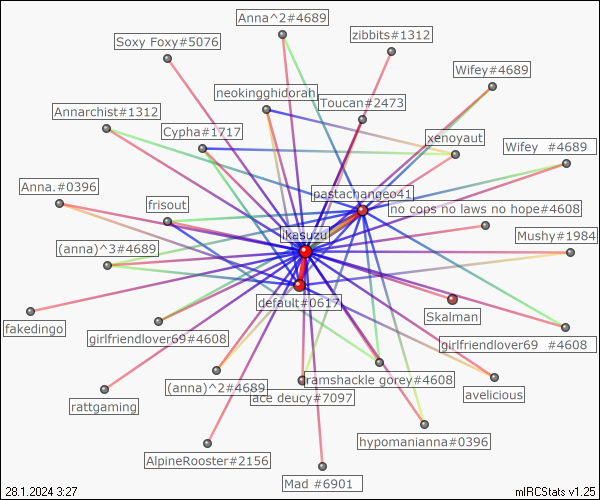 Anna^2#4689
zibbits#1312
Soxy Foxy#5076
Wifey#4689
neokingghidorah
Toucan#2473
Annarchist#1312
Cypha#1717
xenoyaut
Wifey #4689
Anna.#0396
pastachange041
frisout
no cops no laws no hope#4608
ikasuzu
Mushy#1984
(anna)^3#4689
default#0617
Skalman
fakedingo
girlfriendlover69#4608
girlfriendlover69 #4608
(anna)^2#4689
ramshackle gorey#4608
ace deucy#7097
avelicious
rattgaming
hypomanianna#0396
AlpineRooster#2156
Mad #6901
28.1.2024 3:27
mIRCStats v1.25